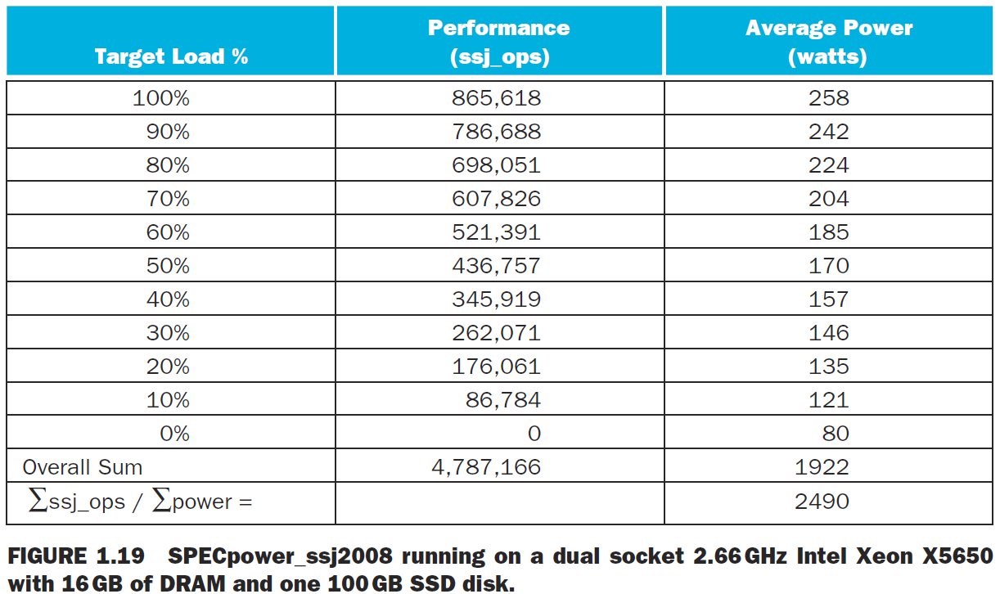 Target Load % Performance (ssj_ops) Average Power (watts)
100% 865,618 258
90% 786,688 242
80% 698,051 224
70% 607,826 204
60% 521,391 185
50% 436,757 170
40% 345,919 157
30% 262,071 146
20% 176,061 135
10% 86,784 121
0% 0 80
Overall Sum 4,787,166 1922
∑ssj_ops / ∑power = 2490
FIGURE 1.19 SPECpower_ssj2008 running on a dual socket 2.66 GHz Intel Xeon X5650
with 16 GB of DRAM and one 100 GB SSD disk.